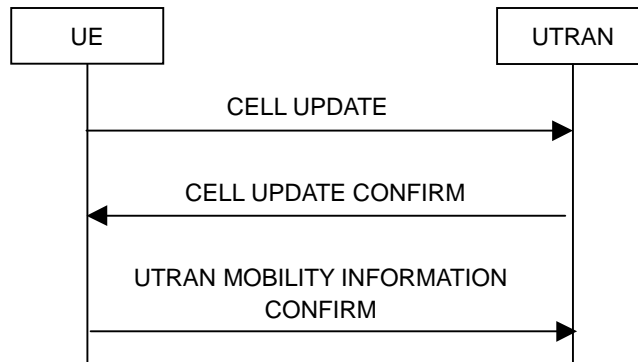 UE
UTRAN
CELL UPDATE
CELL UPDATE CONFIRM
UTRAN MOBILITY INFORMATION
CONFIRM